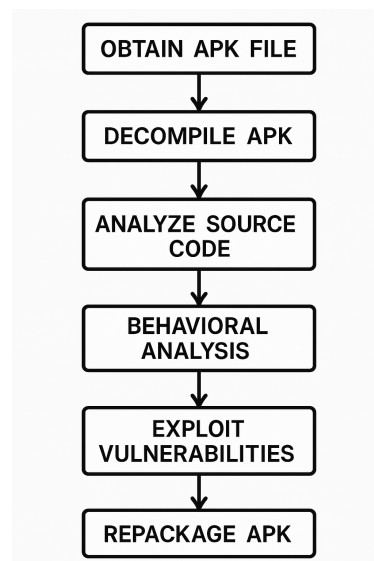 OBTAIN APK FILE
DECOMPILE APK
ANALYZE SOURCE
CODE
BEHAVIORAL
ANALYSIS
EXPLOIT
VULNERABILITIES
REPACKAGE APK